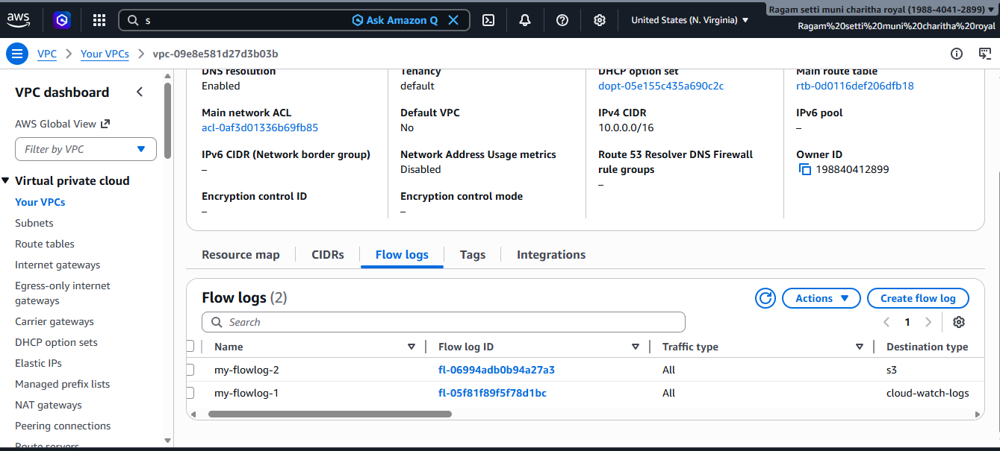 aws
s
Ask Amazon Q
United States (N. Virginia)
Ragam setti muni charitha royal (1988-4041-2899)
Ragam%20setti%20muni%20charitha%20royal
VPC
Your VPCs
vpc-09e8e581d27d3b03b
VPC dashboard
AWS Global View
Filter by VPC
Virtual private cloud
Your VPCs
Subnets
Route tables
Internet gateways
Egress-only internet
gateways
Carrier gateways
DHCP option sets
Elastic IPs
Managed prefix lists
NAT gateways
Peering connections
Route servers
DNS resolution
Enabled
Tenancy
default
DHCP option set
dopt-05e155c435a690c2c
Main route table
rtb-0d0116def206dfb18
Main network ACL
acl-0af3d01336b69fb85
Default VPC
No
IPv4 CIDR
10.0.0.0/16
IPv6 pool
–
IPv6 CIDR (Network border group)
–
Network Address Usage metrics
Disabled
Route 53 Resolver DNS Firewall
rule groups
–
Owner ID
198840412899
Encryption control ID
–
Encryption control mode
–
Resource map
CIDRs
Flow logs
Tags
Integrations
Flow logs (2)
Actions
Create flow log
Search
1
Name
Flow log ID
Traffic type
Destination type
my-flowlog-2
fl-06994adb0b94a27a3
All
s3
my-flowlog-1
fl-05f81f89f5f78d1bc
All
cloud-watch-logs